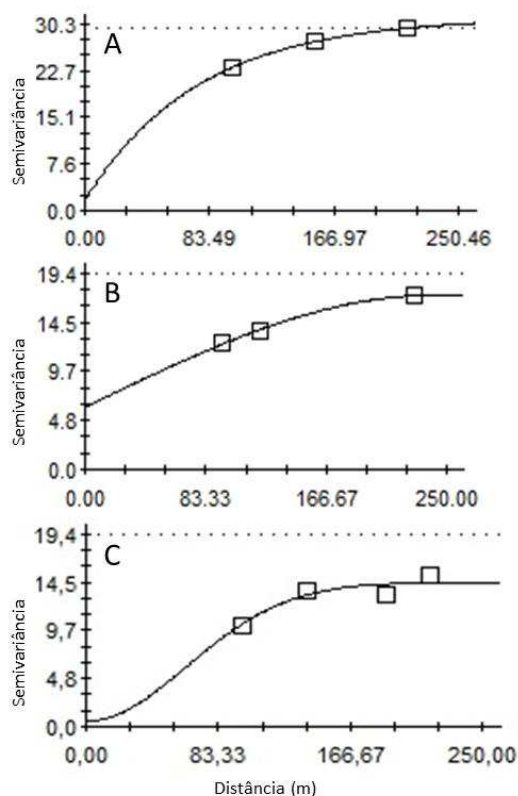 A
Semivariância
30.3
22.7
15.1
7.6
0.0
0.00 83.49 166.97 250.46
B
Semivariância
19.4
14.5
9.7
4.8
0.0
0.00 83.33 166.67 250.00
C
Semivariância
19,4
14,5
9,7
4,8
0,0
0,00 83,33 166,67 250,00
Distância (m)